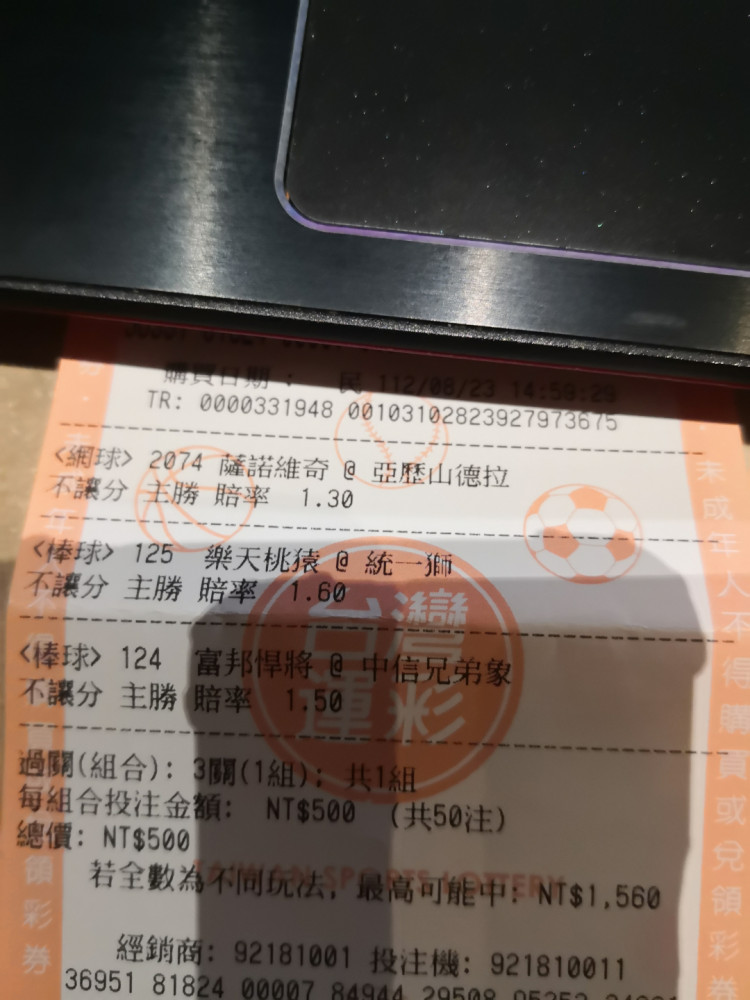 購買日期： 民 112/08/23 14:59:29
TR: 0000331948 00103102823927973675
<網球> 2074 薩諾維奇 @ 亞歷山德拉
不讓分 主勝 賠率 1.30
<棒球> 125 樂天桃猿 @ 統一獅
不讓分 主勝 賠率 1.60
<棒球> 124 富邦悍將 @ 中信兄弟象
不讓分 主勝 賠率 1.50
台灣
運彩
過關(組合): 3關(1組); 共1組
每組合投注金額: NT$500 (共50注)
總價: NT$500
TAIWAN SPORTS LOTTERY
若全數為不同玩法, 最高可能中: NT$1,560
經銷商: 92181001 投注機: 921810011
36951 81824 00007 84944 29508
未成年人不得購買或兌領彩券
領彩券